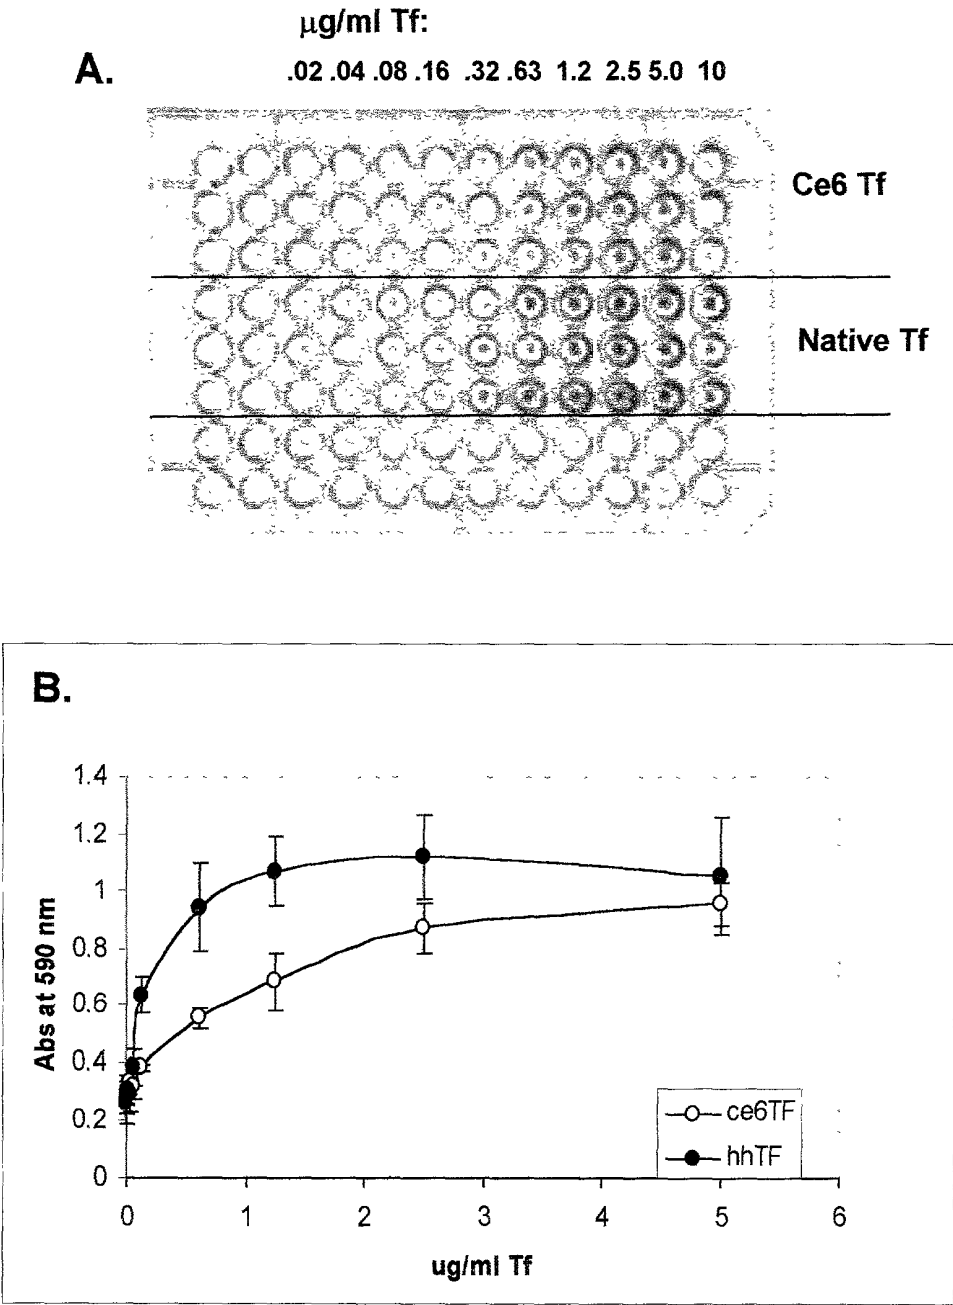 μg/ml Tf:
A.
.02 .04 .08 .16 .32 .63 1.2 2.5 5.0 10
Ce6 Tf
Native Tf
B.
1.4
1.2
1
0.8
0.6
0.4
0.2
0
Abs at 590 nm
ce6TF
hhTF
0 1 2 3 4 5 6
ug/ml Tf